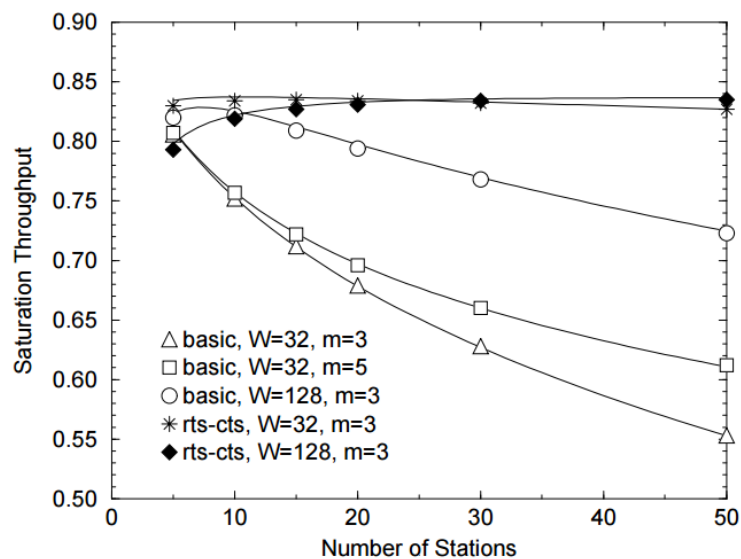 0.90
0.85
0.80
0.75
0.70
0.65
0.60
0.55
0.50
Saturation Throughput
basic, W=32, m=3
basic, W=32, m=5
basic, W=128, m=3
rts-cts, W=32, m=3
rts-cts, W=128, m=3
0 10 20 30 40 50
Number of Stations